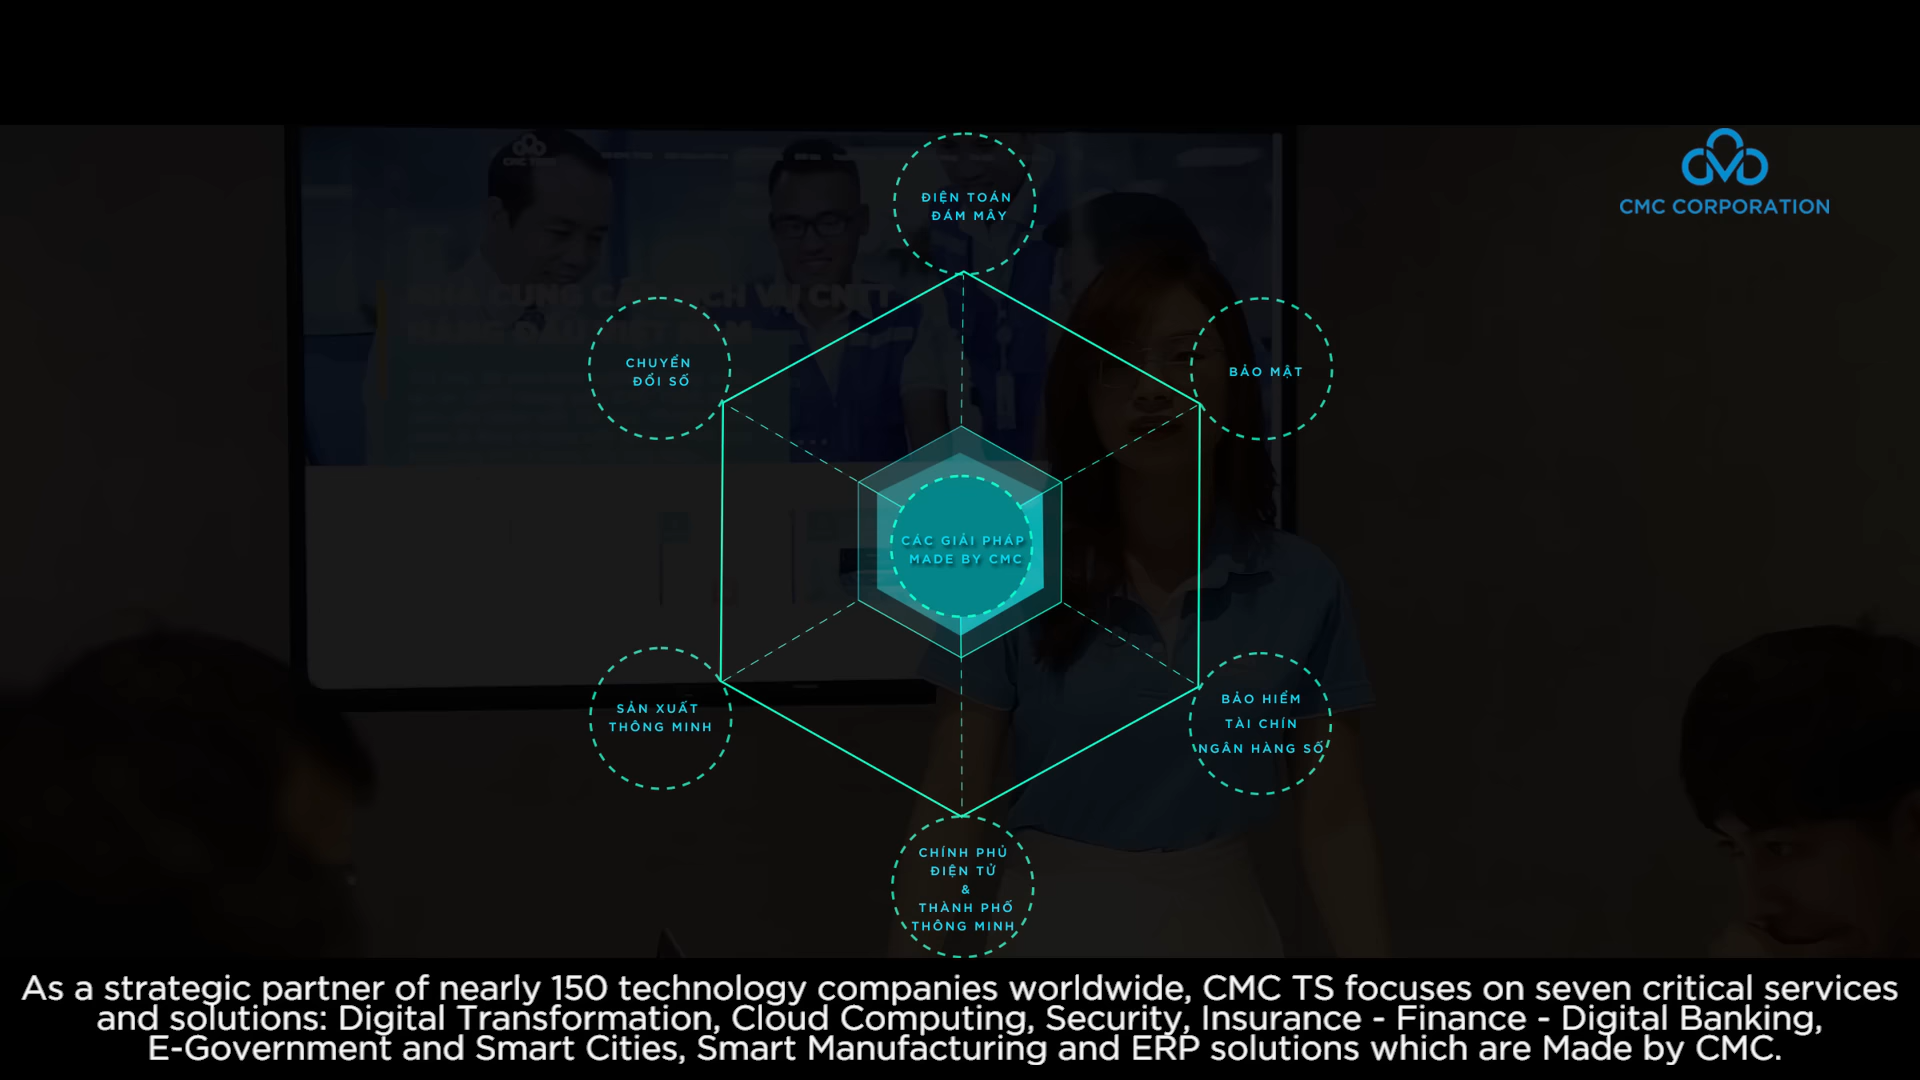 CMC CORPORATION
ĐIỆN TOÁN
ĐÁM MÂY
CHUYỂN
ĐỔI SỐ
BẢO MẬT
CÁC GIẢI PHÁP
MADE BY CMC
SẢN XUẤT
THÔNG MINH
BẢO HIỂM
TÀI CHÍN
NGÂN HÀNG SỐ
CHÍNH PHỦ
ĐIỆN TỬ
&
THÀNH PHỐ
THÔNG MINH
As a strategic partner of nearly 150 technology companies worldwide, CMC TS focuses on seven critical services
and solutions: Digital Transformation, Cloud Computing, Security, Insurance - Finance - Digital Banking,
E-Government and Smart Cities, Smart Manufacturing and ERP solutions which are Made by CMC.